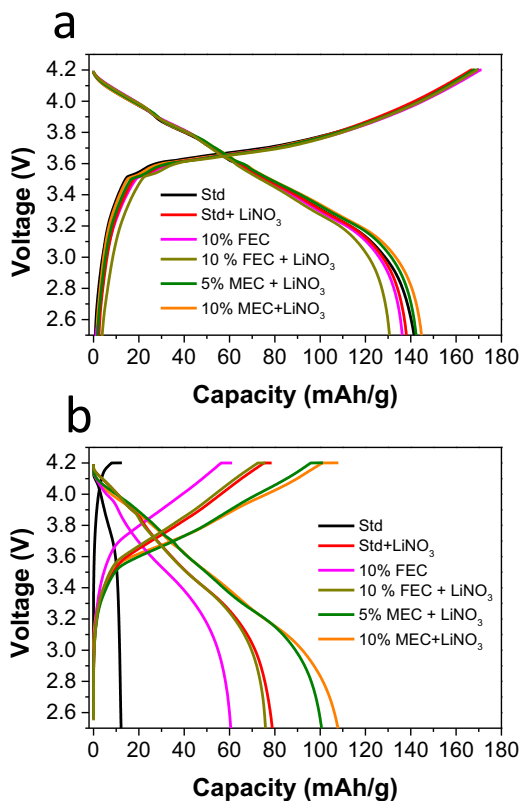 a
4.2
4.0
3.8
3.6
3.4
3.2
3.0
2.8
2.6
Voltage (V)
Std
Std+ LiNO₃
10% FEC
10 % FEC + LiNO₃
5% MEC + LiNO₃
10% MEC+LiNO₃
0 20 40 60 80 100 120 140 160 180
Capacity (mAh/g)
b
4.2
4.0
3.8
3.6
3.4
3.2
3.0
2.8
2.6
Voltage (V)
Std
Std+LiNO₃
10% FEC
10 % FEC + LiNO₃
5% MEC + LiNO₃
10% MEC+LiNO₃
0 20 40 60 80 100 120 140 160 180
Capacity (mAh/g)